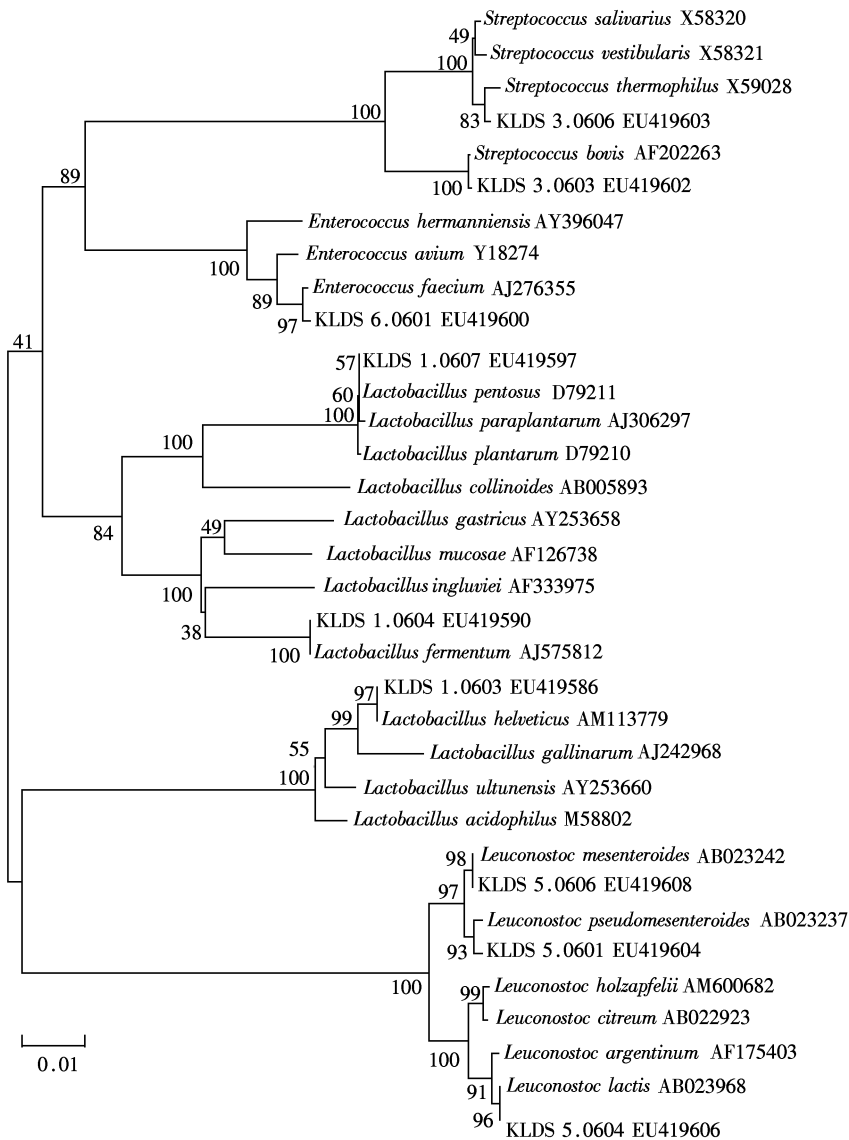 Streptococcus salivarius X58320
49
Streptococcus vestibularis X58321
100
Streptococcus thermophilus X59028
83
KLDS 3.0606 EU419603
100
Streptococcus bovis AF202263
100
KLDS 3.0603 EU419602
89
Enterococcus hermanniensis AY396047
Enterococcus avium Y18274
100
Enterococcus faecium AJ276355
89
KLDS 6.0601 EU419600
97
41
57
KLDS 1.0607 EU419597
60
Lactobacillus pentosus D79211
100
Lactobacillus paraplantarum AJ306297
100
Lactobacillus plantarum D79210
Lactobacillus collinoides AB005893
84
49
Lactobacillus gastricus AY253658
Lactobacillus mucosae AF126738
100
Lactobacillus ingluviei AF333975
38
KLDS 1.0604 EU419590
100
Lactobacillus fermentum AJ575812
97
KLDS 1.0603 EU419586
99
Lactobacillus helveticus AM113779
55
Lactobacillus gallinarum AJ242968
100
Lactobacillus ultunensis AY253660
Lactobacillus acidophilus M58802
98
Leuconostoc mesenteroides AB023242
97
KLDS 5.0606 EU419608
Leuconostoc pseudomesenteroides AB023237
93
KLDS 5.0601 EU419604
100
99
Leuconostoc holzapfelii AM600682
Leuconostoc citreum AB022923
100
Leuconostoc argentinum AF175403
91
Leuconostoc lactis AB023968
96
KLDS 5.0604 EU419606
0.01